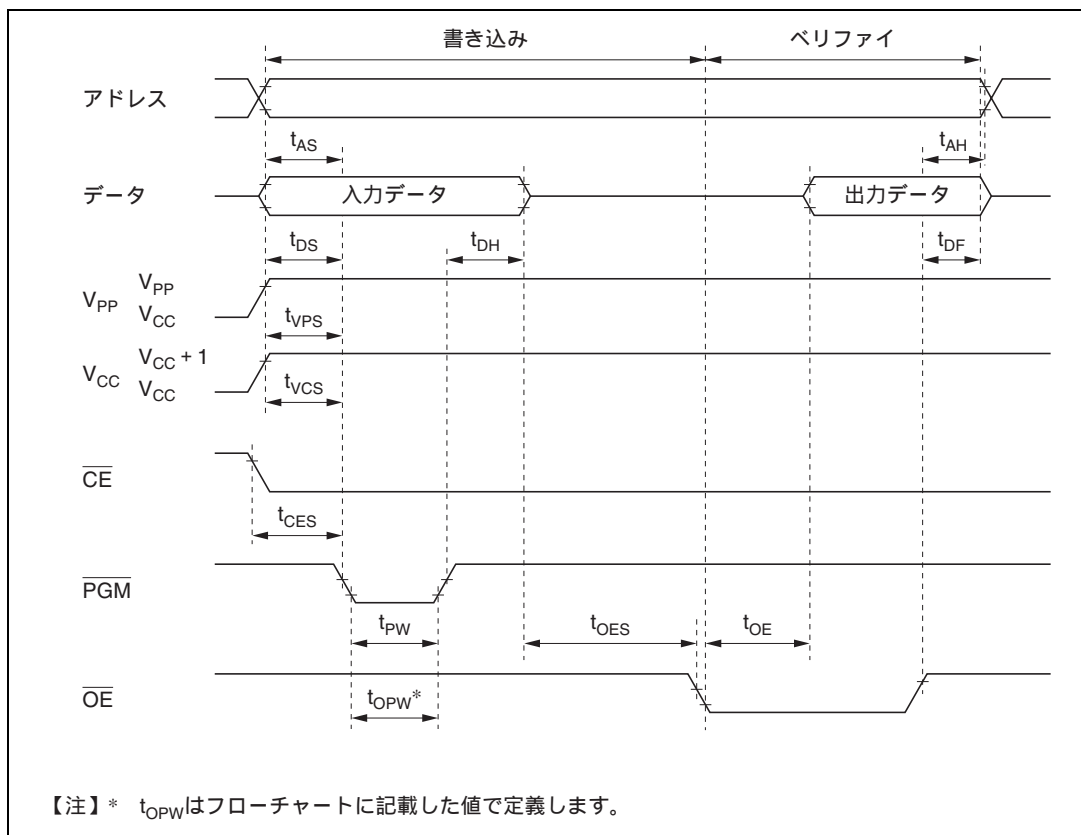 書き込み ベリファイ
アドレス
tAS tAH
データ 入力データ 出力データ
tDS tDH tDF
VPP VPP
VCC
tVPS
VCC VCC + 1
VCC
tVCS
CE
tCES
PGM
tPW tOES tOE
OE
tOPW*
【注】* tOPWはフローチャートに記載した値で定義します。